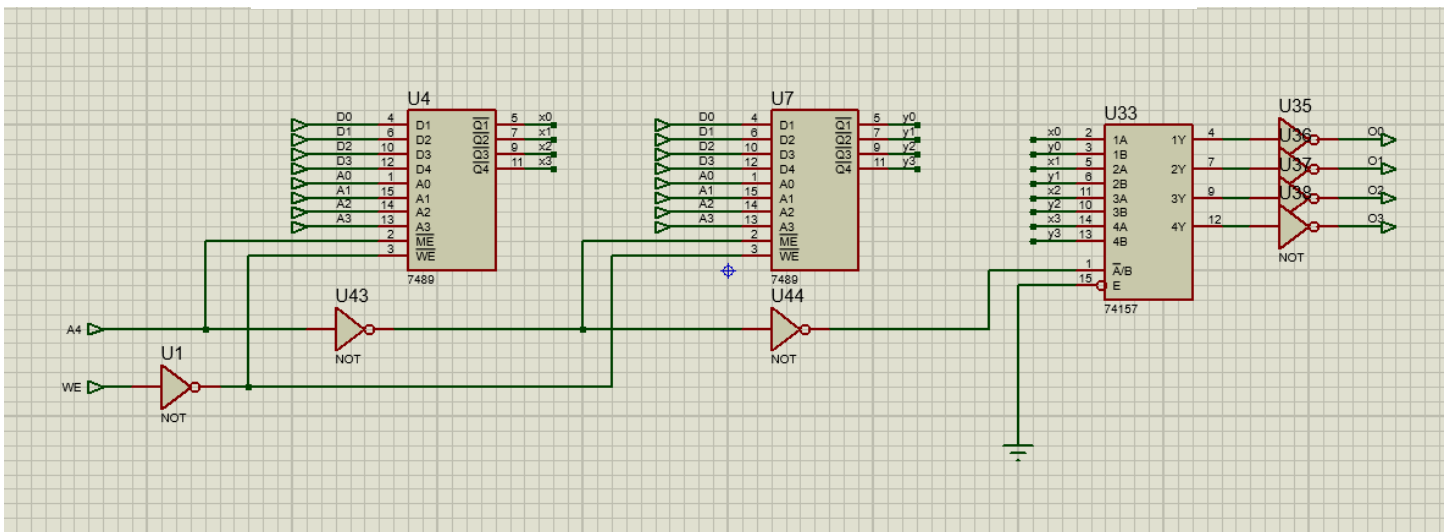 U4
D0 4 D1 Q1 5 x0
D1 6 D2 Q2 7 x1
D2 10 D3 Q3 9 x2
D3 12 D4 Q4 11 x3
A0 1 A0
A1 15 A1
A2 14 A2
A3 13 A3
2 ME
3 WE
7489
U7
D0 4 D1 Q1 5 y0
D1 6 D2 Q2 7 y1
D2 10 D3 Q3 9 y2
D3 12 D4 Q4 11 y3
A0 1 A0
A1 15 A1
A2 14 A2
A3 13 A3
2 ME
3 WE
7489
U33
x0 2 1A 1Y 4
y0 3 1B
x1 5 2A 2Y 7
y1 6 2B
x2 11 3A 3Y 9
y2 10 3B
x3 14 4A 4Y 12
y3 13 4B
1 A/B
15 E
74157
U35
O0
U36
O1
U37
O2
U38
O3
NOT
A4
U43
NOT
U44
NOT
U1
WE
NOT